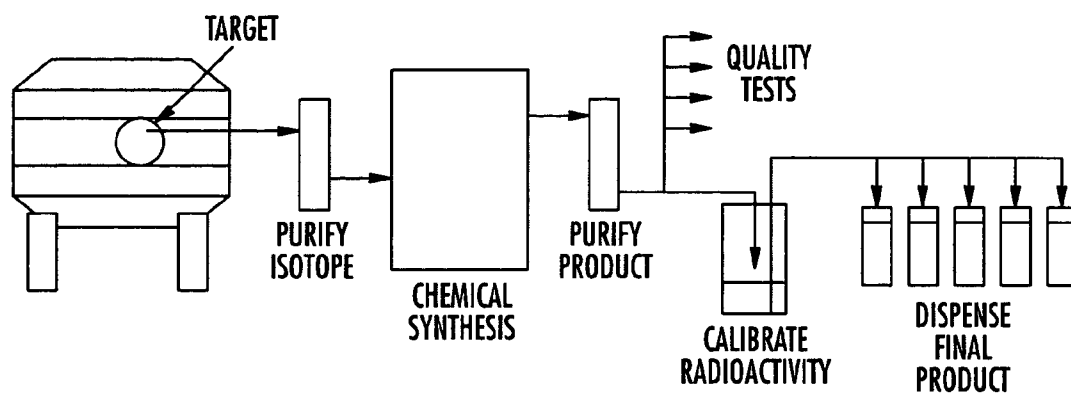 TARGET
PURIFY
ISOTOPE
CHEMICAL
SYNTHESIS
PURIFY
PRODUCT
QUALITY
TESTS
CALIBRATE
RADIOACTIVITY
DISPENSE
FINAL
PRODUCT